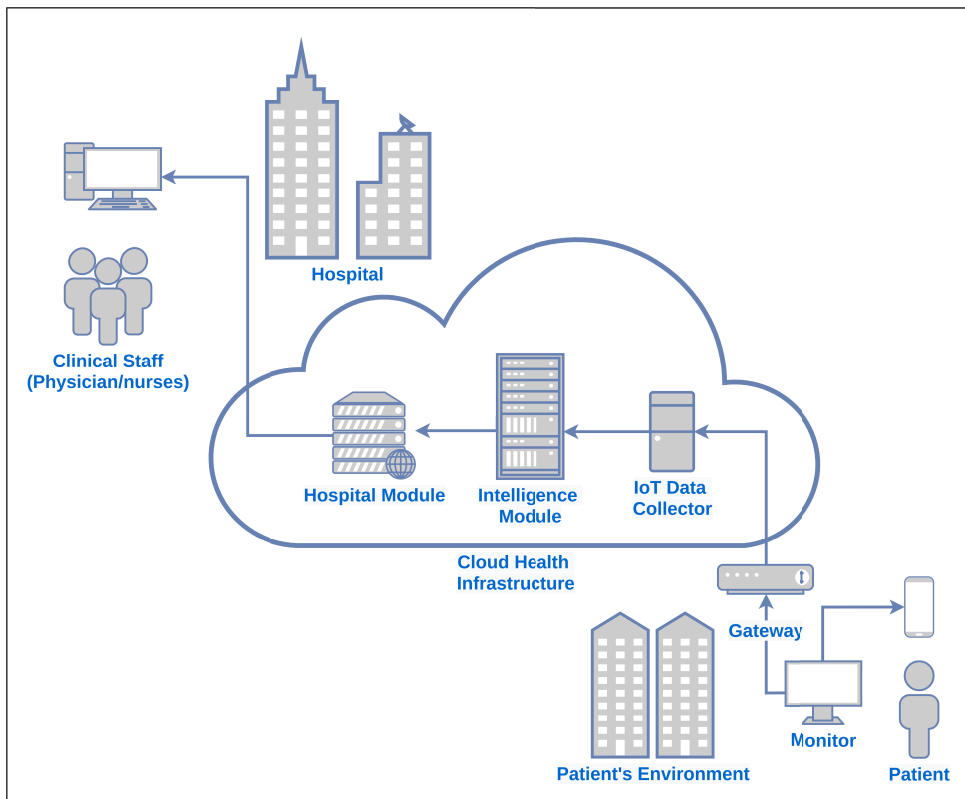 Hospital
Clinical Staff
(Physician/nurses)
Hospital Module
Intelligence
Module
IoT Data
Collector
Cloud Health
Infrastructure
Gateway
Monitor
Patient's Environment
Patient